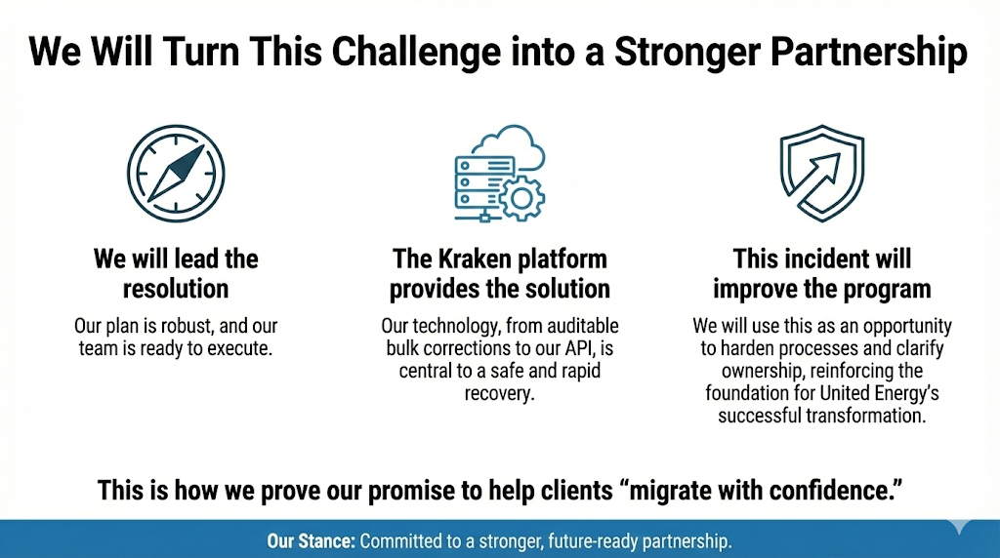 We Will Turn This Challenge into a Stronger Partnership
We will lead the
resolution
Our plan is robust, and our
team is ready to execute.
The Kraken platform
provides the solution
Our technology, from auditable
bulk corrections to our API, is
central to a safe and rapid
recovery.
This incident will
improve the program
We will use this as an opportunity
to harden processes and clarify
ownership, reinforcing the
foundation for United Energy’s
successful transformation.
This is how we prove our promise to help clients “migrate with confidence.”
Our Stance: Committed to a stronger, future-ready partnership.